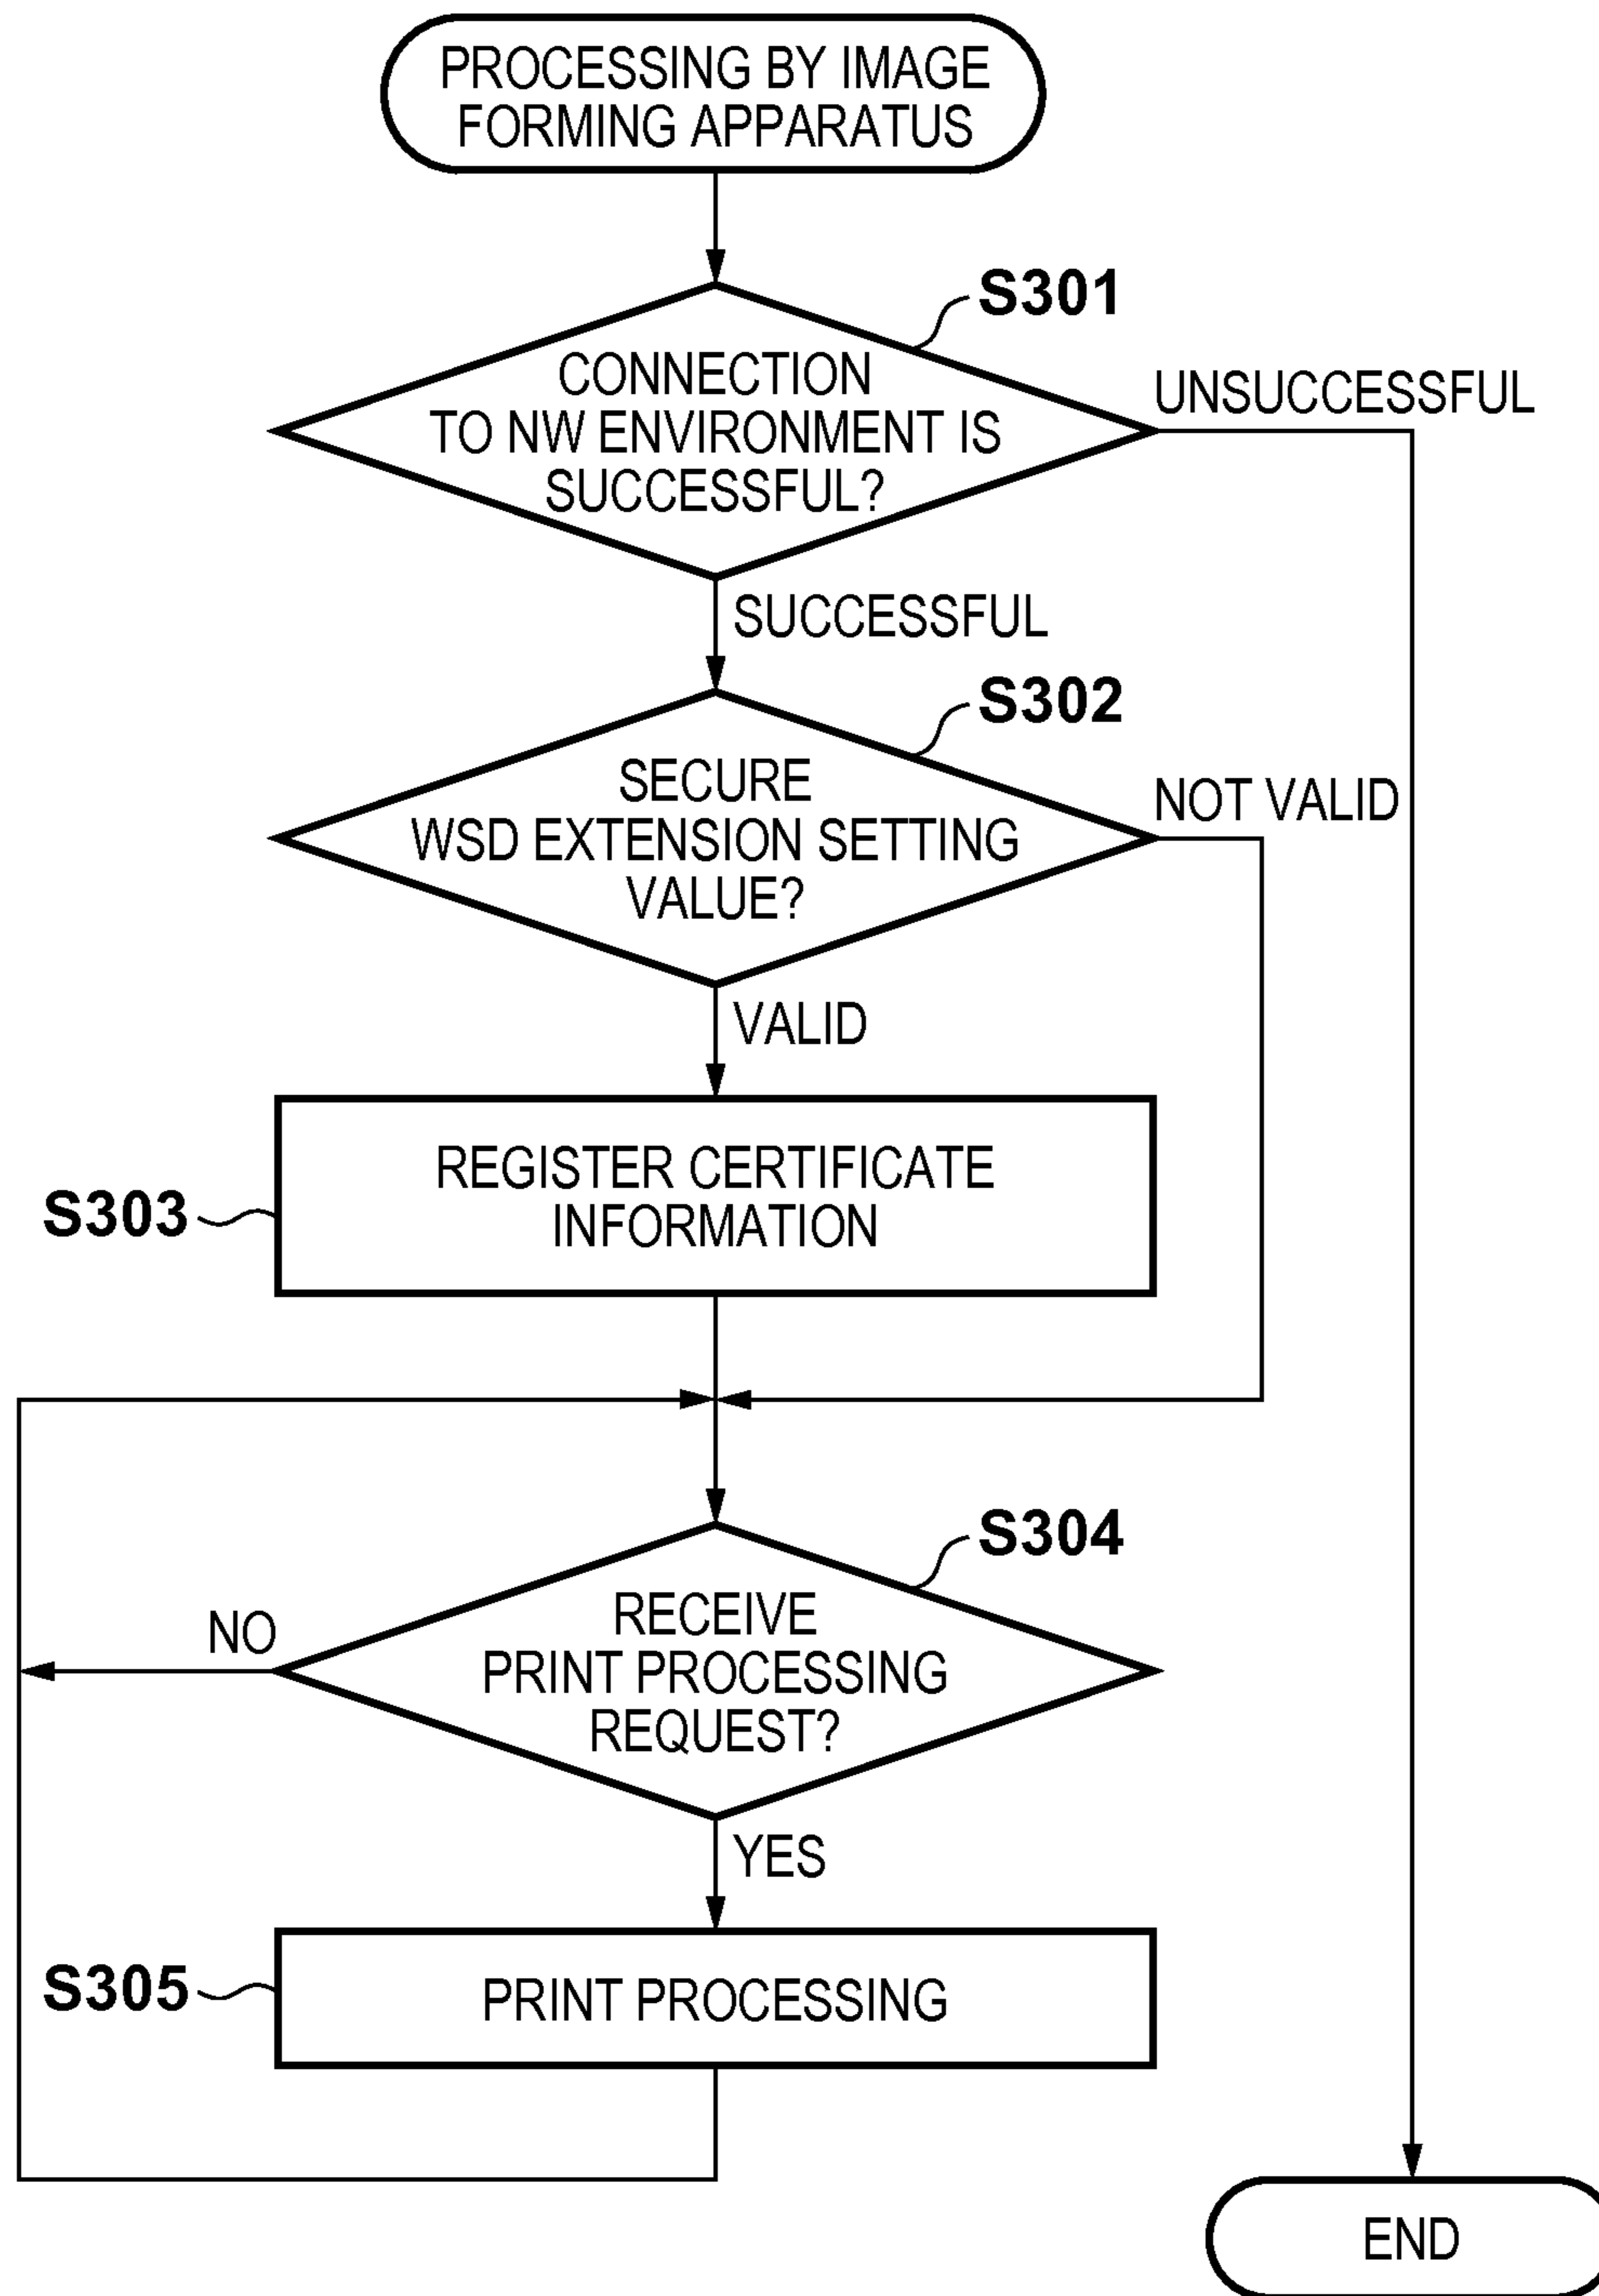 PROCESSING BY IMAGE
FORMING APPARATUS
S301
CONNECTION
TO NW ENVIRONMENT IS
SUCCESSFUL?
UNSUCCESSFUL
SUCCESSFUL
S302
SECURE
WSD EXTENSION SETTING
VALUE?
NOT VALID
VALID
REGISTER CERTIFICATE
INFORMATION
S303
S304
RECEIVE
PRINT PROCESSING
REQUEST?
NO
YES
S305
PRINT PROCESSING
END